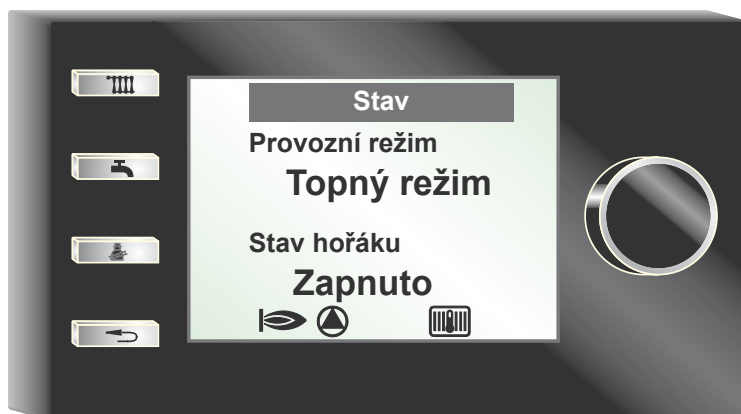 Stav
Provozní režim
Topný režim
Stav hořáku
Zapnuto